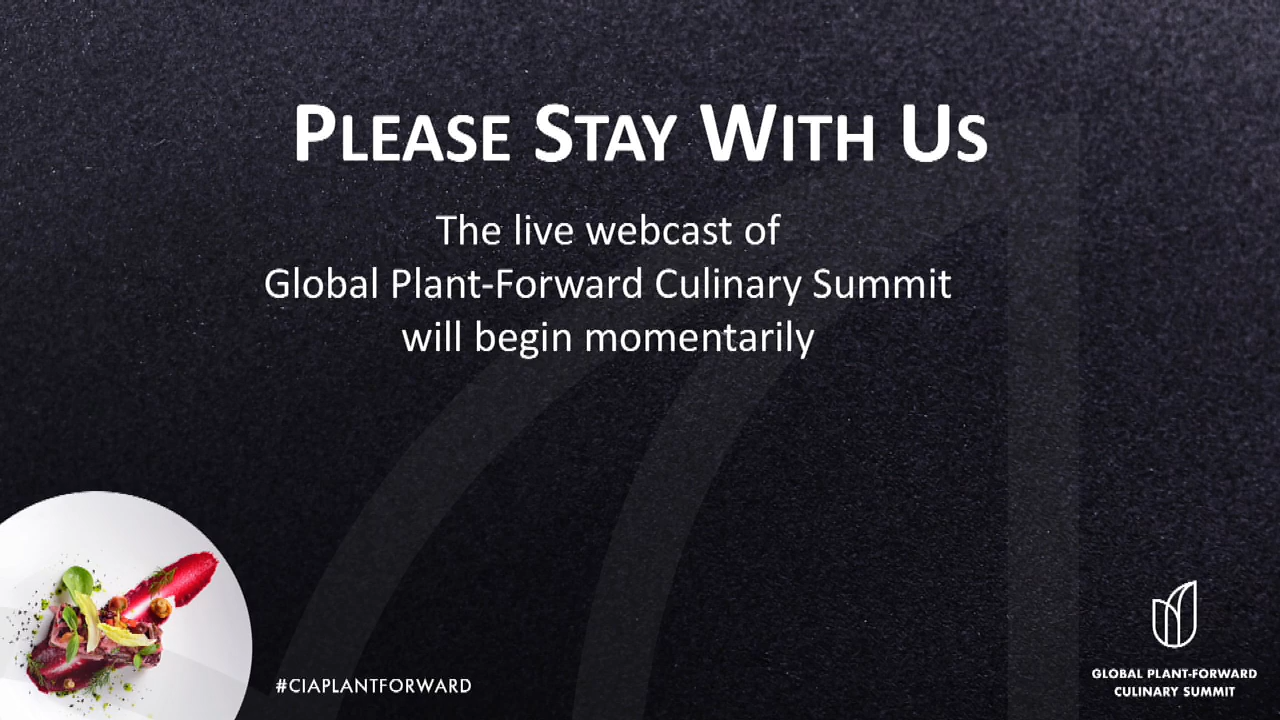 PLEASE STAY WITH US
The live webcast of
Global Plant-Forward Culinary Summit
will begin momentarily
#CIAPLANTFORWARD
GLOBAL PLANT-FORWARD
CULINARY SUMMIT